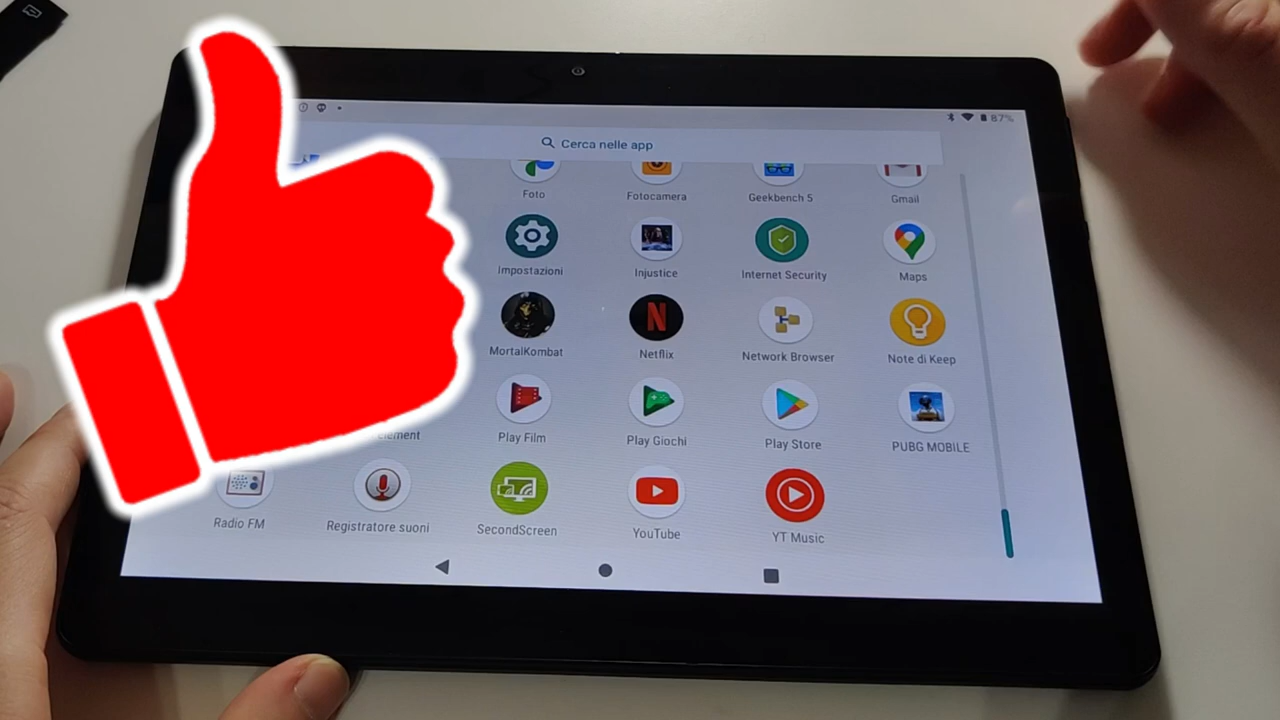 87%
Cerca nelle app
Foto
Fotocamera
Geekbench 5
Gmail
Impostazioni
Injustice
Internet Security
Maps
MortalKombat
Netflix
Network Browser
Note di Keep
element
Play Film
Play Giochi
Play Store
PUBG MOBILE
Radio FM
Registratore suoni
SecondScreen
YouTube
YT Music